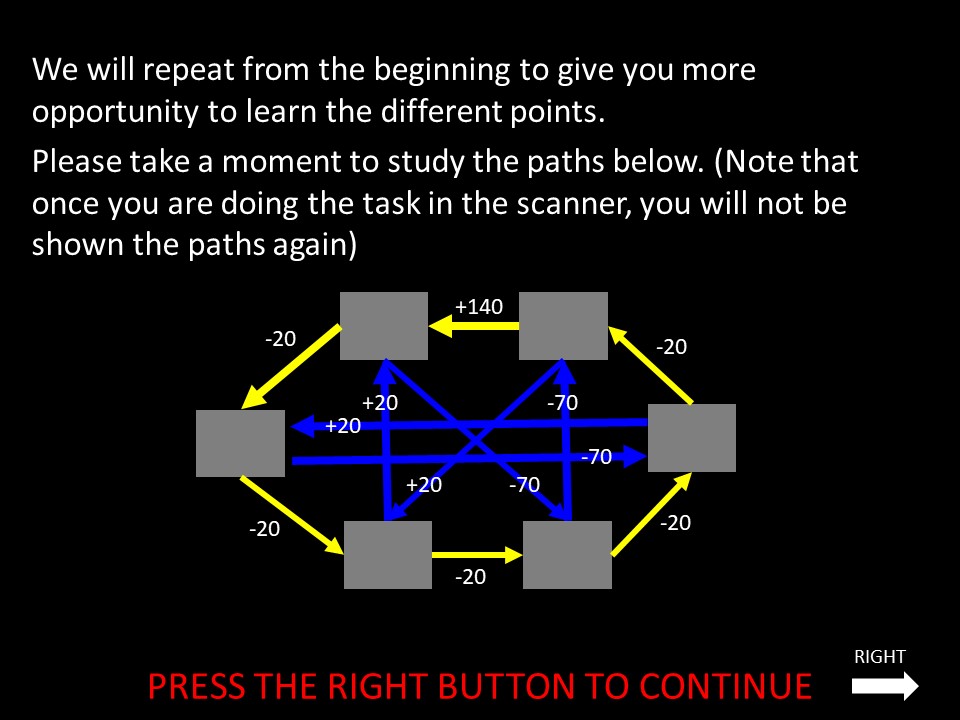 We will repeat from the beginning to give you more
opportunity to learn the different points.
Please take a moment to study the paths below. (Note that
once you are doing the task in the scanner, you will not be
shown the paths again)
+140
-20
-20
+20
-70
+20
-70
+20
-70
-20
-20
-20
RIGHT
PRESS THE RIGHT BUTTON TO CONTINUE